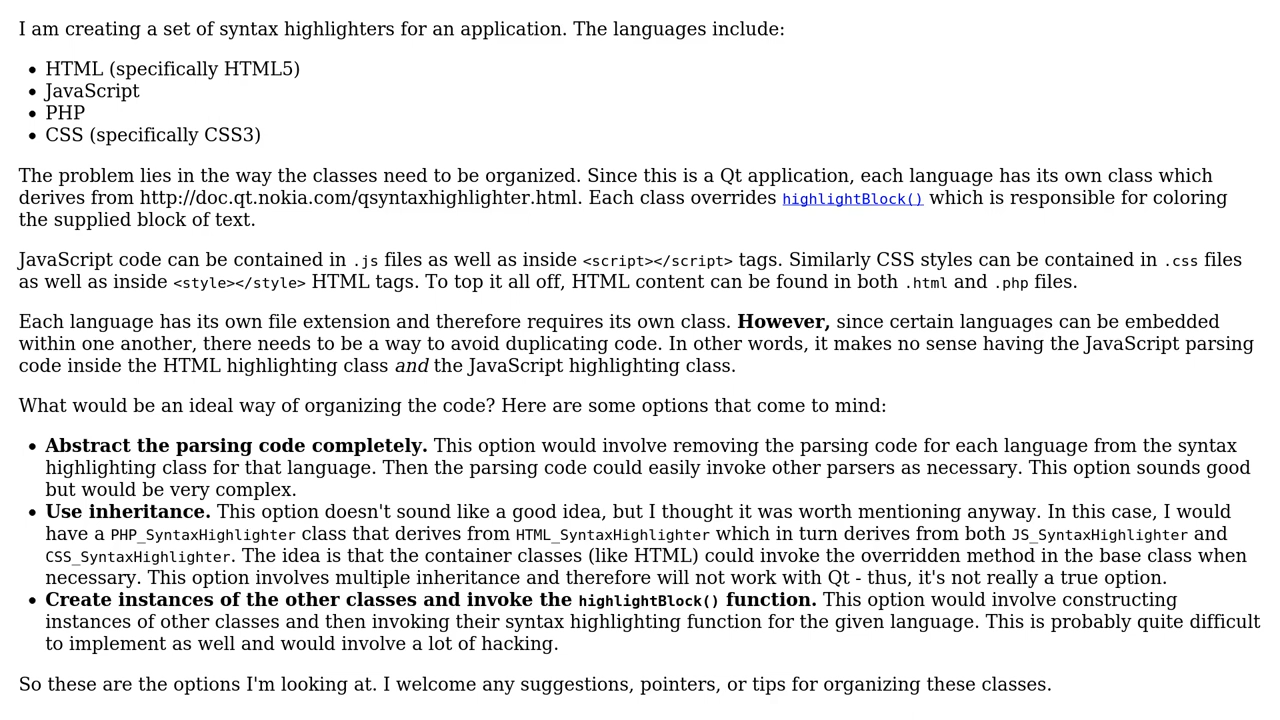 I am creating a set of syntax highlighters for an application. The languages include:
• HTML (specifically HTML5)
• JavaScript
• PHP
• CSS (specifically CSS3)
The problem lies in the way the classes need to be organized. Since this is a Qt application, each language has its own class which
derives from http://doc.qt.nokia.com/qsyntaxhighlighter.html. Each class overrides highlightBlock() which is responsible for coloring
the supplied block of text.
JavaScript code can be contained in .js files as well as inside <script></script> tags. Similarly CSS styles can be contained in .css files
as well as inside <style></style> HTML tags. To top it all off, HTML content can be found in both .html and .php files.
Each language has its own file extension and therefore requires its own class. However, since certain languages can be embedded
within one another, there needs to be a way to avoid duplicating code. In other words, it makes no sense having the JavaScript parsing
code inside the HTML highlighting class and the JavaScript highlighting class.
What would be an ideal way of organizing the code? Here are some options that come to mind:
• Abstract the parsing code completely. This option would involve removing the parsing code for each language from the syntax
highlighting class for that language. Then the parsing code could easily invoke other parsers as necessary. This option sounds good
but would be very complex.
• Use inheritance. This option doesn't sound like a good idea, but I thought it was worth mentioning anyway. In this case, I would
have a PHP_SyntaxHighlighter class that derives from HTML_SyntaxHighlighter which in turn derives from both JS_SyntaxHighlighter and
CSS_SyntaxHighlighter. The idea is that the container classes (like HTML) could invoke the overridden method in the base class when
necessary. This option involves multiple inheritance and therefore will not work with Qt - thus, it's not really a true option.
• Create instances of the other classes and invoke the highlightBlock() function. This option would involve constructing
instances of other classes and then invoking their syntax highlighting function for the given language. This is probably quite difficult
to implement as well and would involve a lot of hacking.
So these are the options I'm looking at. I welcome any suggestions, pointers, or tips for organizing these classes.